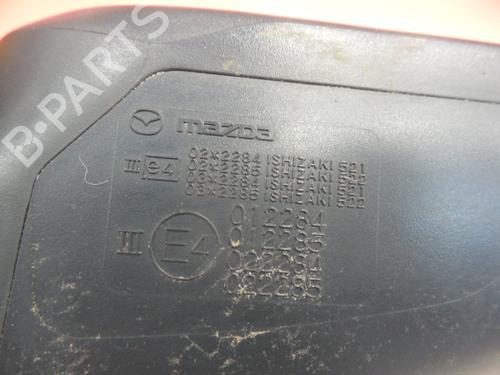 mazda
02*2284 ISHIZAKI 521
02*2285 ISHIZAKI 522
03*2284 ISHIZAKI 521
03*2285 ISHIZAKI 522
III e4
012284
012285
III E4
022284
022285
B-PARTS